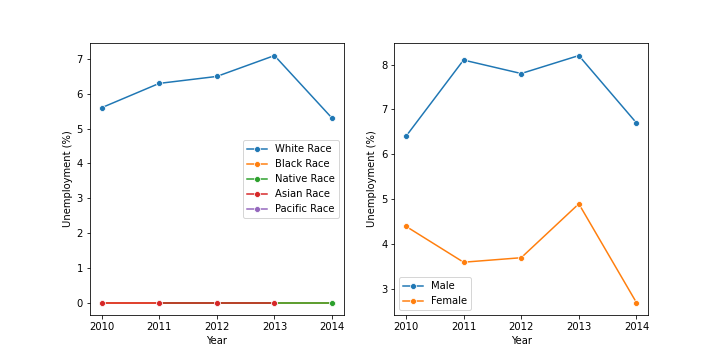 7
6
5
4
3
2
1
0
Unemployment (%)
White Race
Black Race
Native Race
Asian Race
Pacific Race
2010 2011 2012 2013 2014
Year
8
7
6
5
4
3
Unemployment (%)
Male
Female
2010 2011 2012 2013 2014
Year